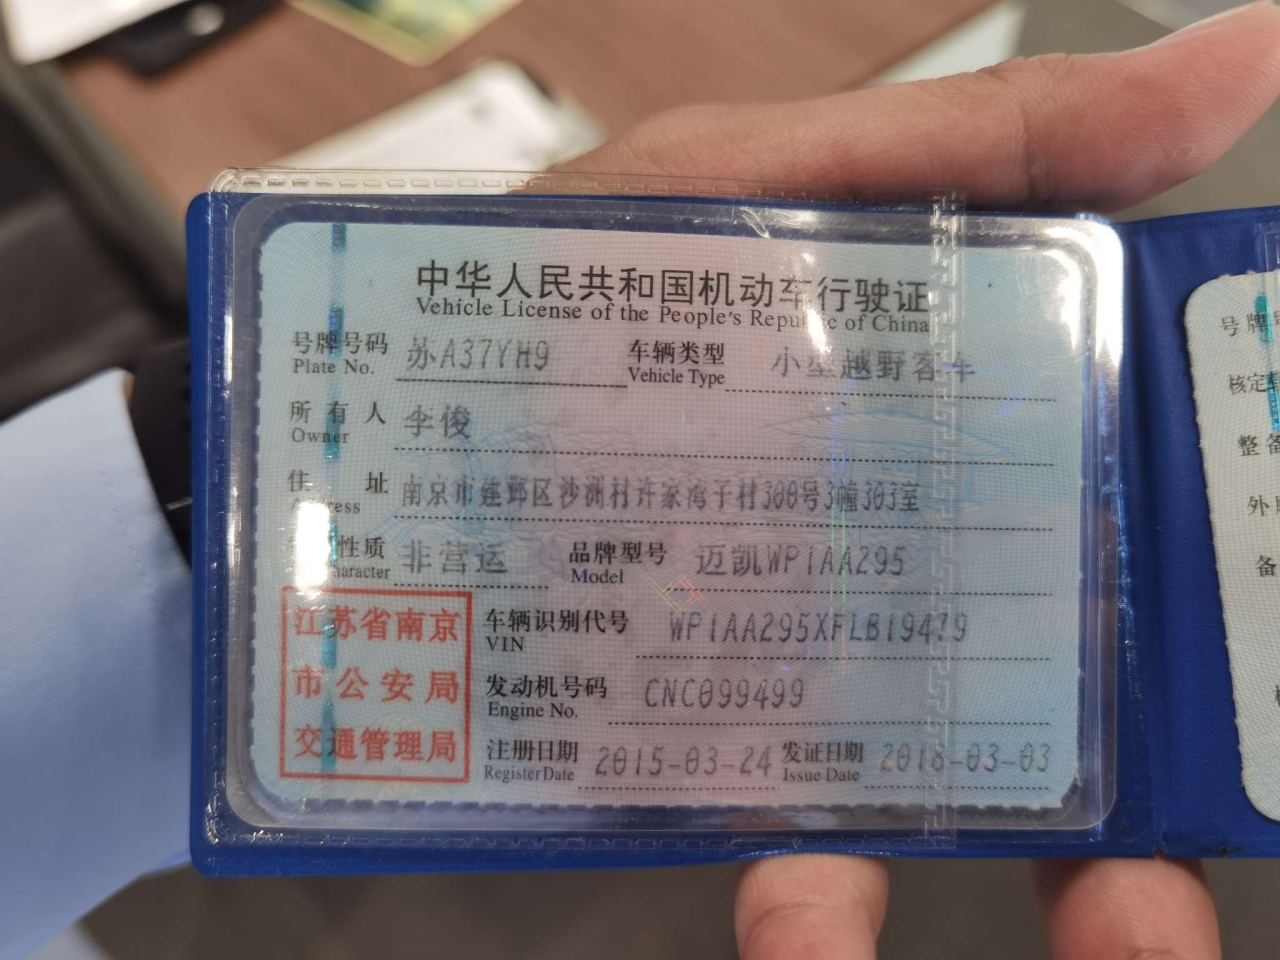 中华人民共和国机动车行驶证
Vehicle License of the People's Republic of China
号牌号码 苏A37YH9 车辆类型 小型越野客车
Plate No. Vehicle Type
所有人 李俊
Owner
住址 南京市建邺区沙洲村许家湾子村300号3幢303室
Address
性质 非营运 品牌型号 迈凯WP1AA295
aracter Model
江苏省南京
市公安局
交通管理局
车辆识别代号 WP1AA295XFLB19479
VIN
发动机号码 CNC099499
Engine No.
注册日期 2015-03-24 发证日期 2018-03-03
Register Date Issue Date
号牌
核定
整备
外
备